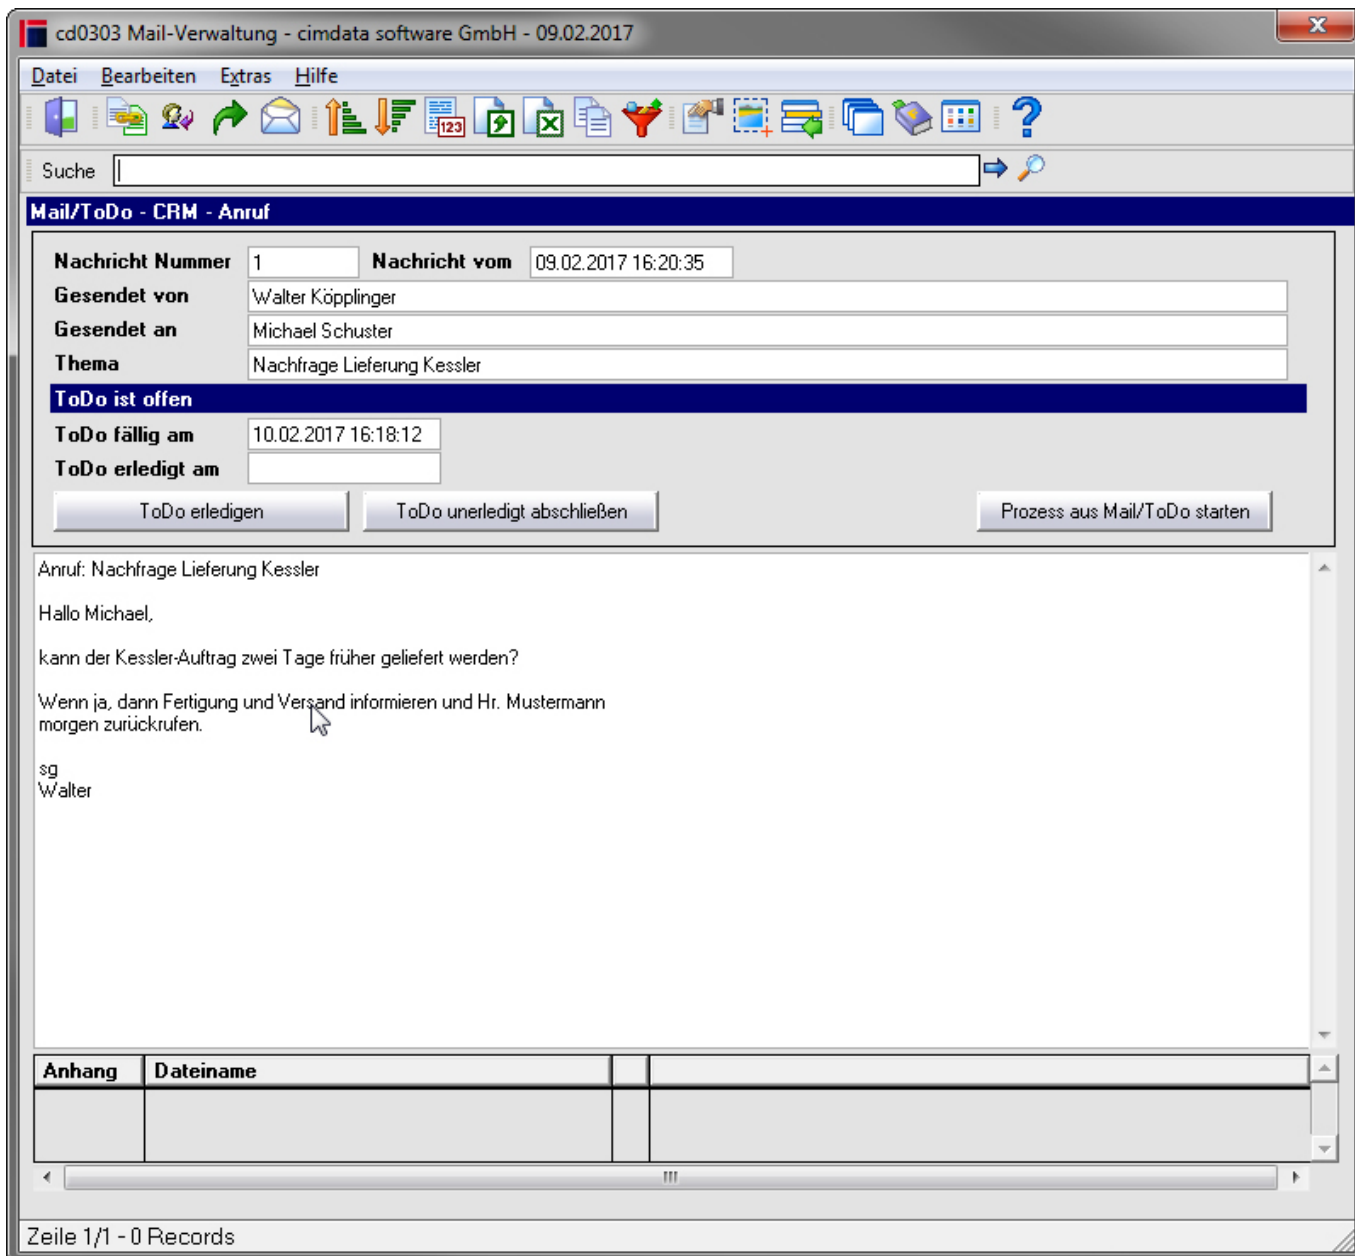 cd0303 Mail-Verwaltung - cimdata software GmbH - 09.02.2017
Datei Bearbeiten Extras Hilfe
123
Suche
Mail/ToDo - CRM - Anruf
Nachricht Nummer 1 Nachricht vom 09.02.2017 16:20:35
Gesendet von Walter Köpplinger
Gesendet an Michael Schuster
Thema Nachfrage Lieferung Kessler
ToDo ist offen
ToDo fällig am 10.02.2017 16:18:12
ToDo erledigt am
ToDo erledigen ToDo unerledigt abschließen Prozess aus Mail/ToDo starten
Anruf: Nachfrage Lieferung Kessler
Hallo Michael,
kann der Kessler-Auftrag zwei Tage früher geliefert werden?
Wenn ja, dann Fertigung und Versand informieren und Hr. Mustermann
morgen zurückrufen.
sg
Walter
Anhang Dateiname
Zeile 1/1 - 0 Records